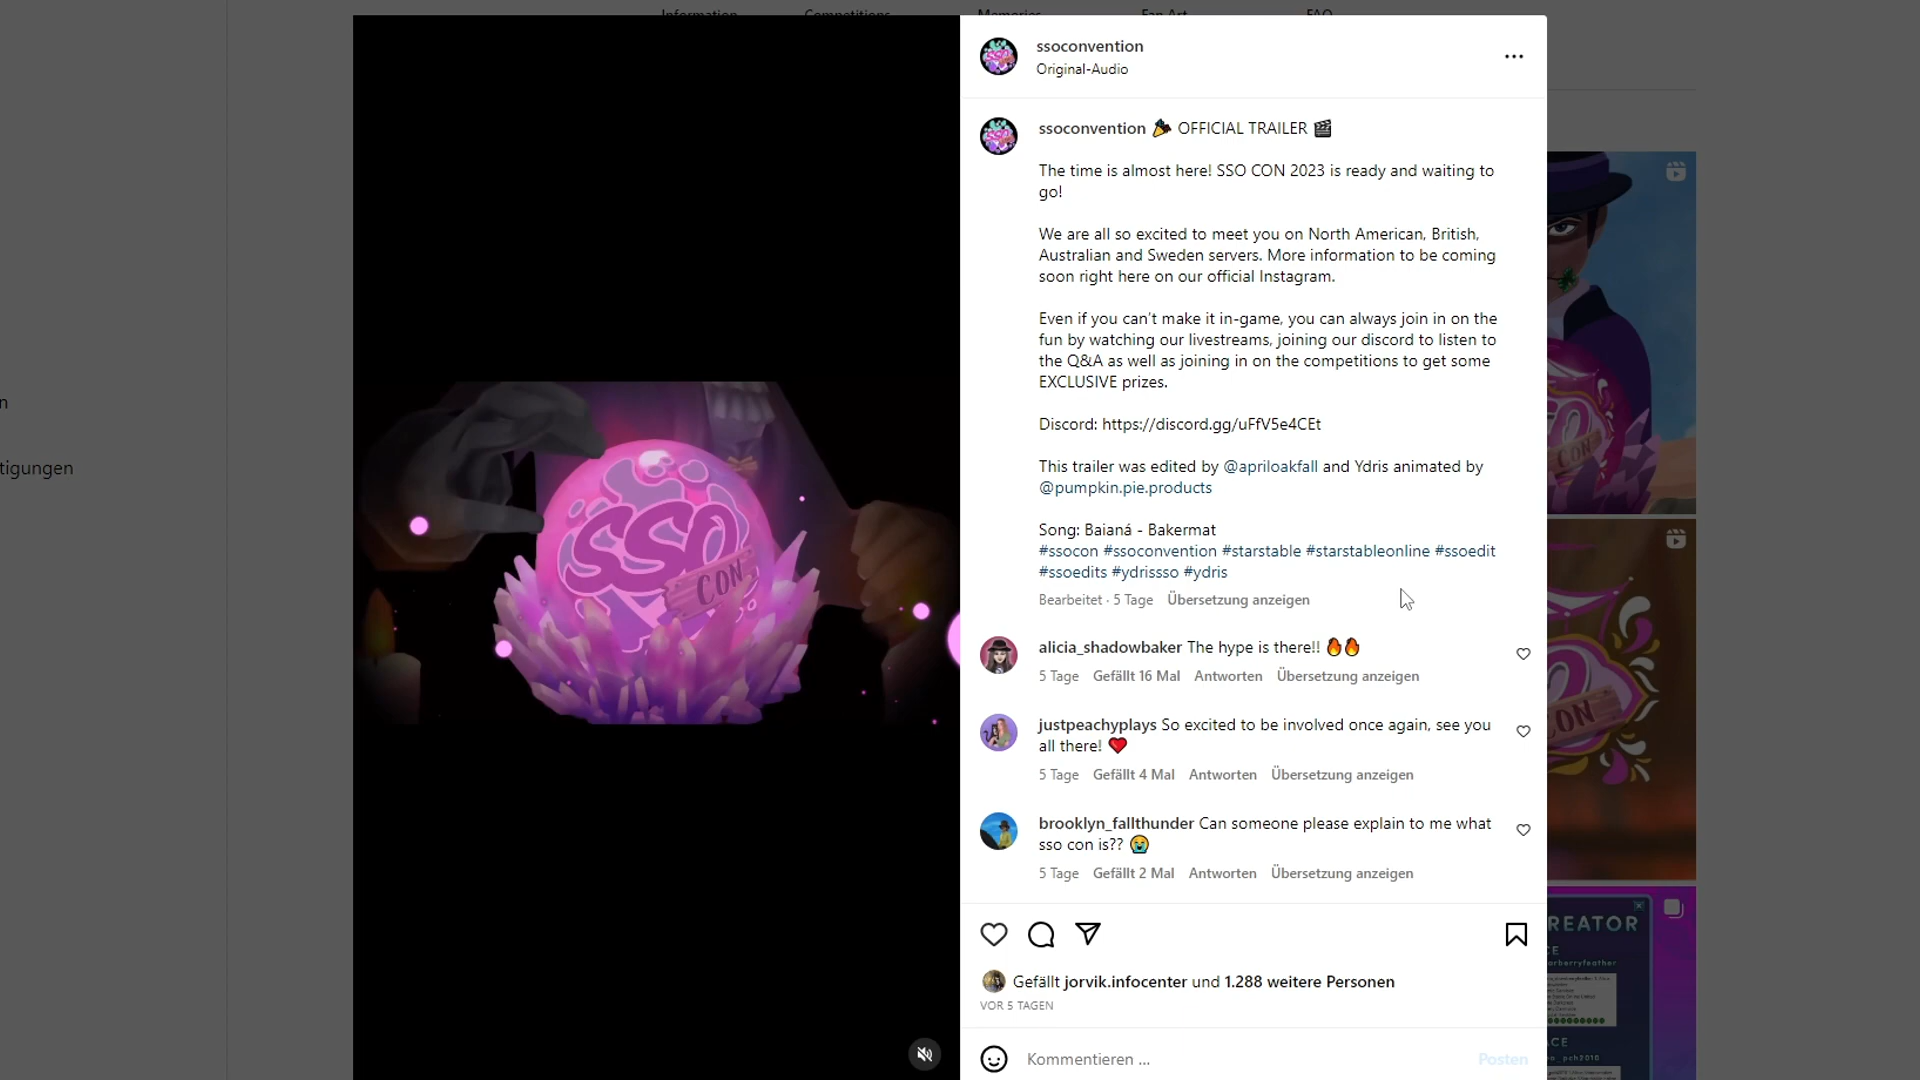 Information Competitions Memories Fan Art FAQ
ssoconvention
Original-Audio
ssoconvention 🎉 OFFICIAL TRAILER 🎬
The time is almost here! SSO CON 2023 is ready and waiting to
go!
We are all so excited to meet you on North American, British,
Australian and Sweden servers. More information to be coming
soon right here on our official Instagram.
Even if you can't make it in-game, you can always join in on the
fun by watching our livestreams, joining our discord to listen to
the Q&A as well as joining in on the competitions to get some
EXCLUSIVE prizes.
Discord: https://discord.gg/uFfV5e4CEt
This trailer was edited by @apriloakfall and Ydris animated by
@pumpkin.pie.products
Song: Baianá - Bakermat
#ssocon #ssoconvention #starstable #starstableonline #ssoedit
#ssoedits #ydrissso #ydris
Bearbeitet · 5 Tage Übersetzung anzeigen
alicia_shadowbaker The hype is there!! 🔥🔥
5 Tage Gefällt 16 Mal Antworten Übersetzung anzeigen
justpeachyplays So excited to be involved once again, see you
all there! ❤️
5 Tage Gefällt 4 Mal Antworten Übersetzung anzeigen
brooklyn_fallthunder Can someone please explain to me what
sso con is?? 😭
5 Tage Gefällt 2 Mal Antworten Übersetzung anzeigen
Gefällt jorvik.infocenter und 1.288 weitere Personen
VOR 5 TAGEN
Kommentieren ...
Posten
SSO
CON
n
tigungen
CON
CON
REATOR